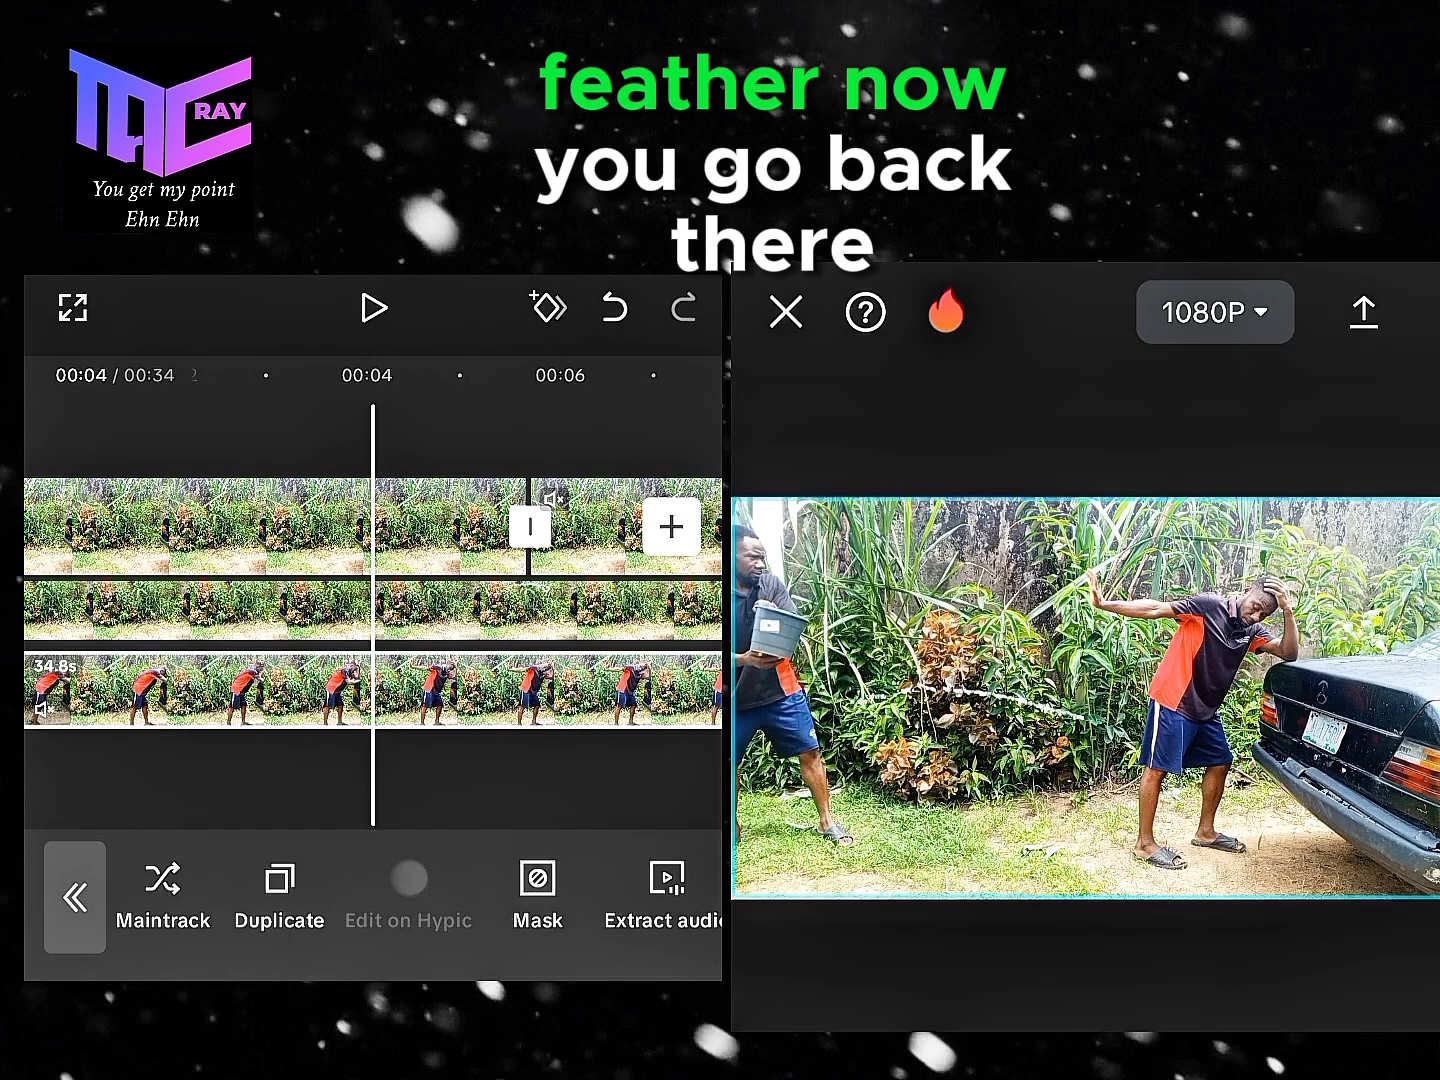 MAC
RAY
You get my point
Ehn Ehn
feather now
you go back
there
1080P
00:04 / 00:34
00:04
00:06
34.8s
Maintrack
Duplicate
Edit on Hypic
Mask
Extract audi